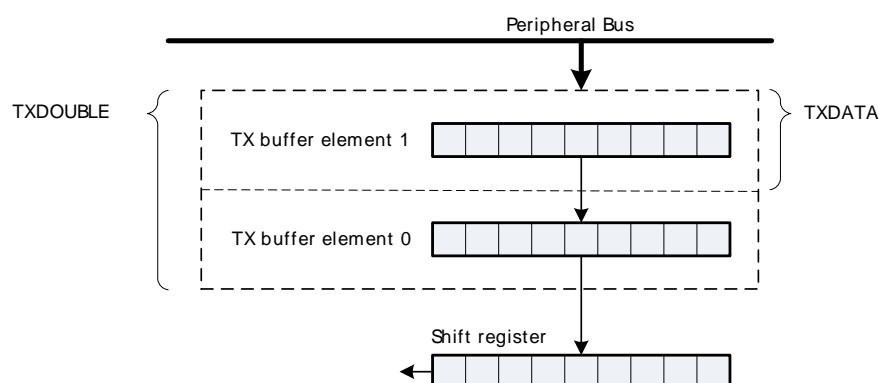 Peripheral Bus
TXDOUBLE
TXDATA
TX buffer element 1
TX buffer element 0
Shift register